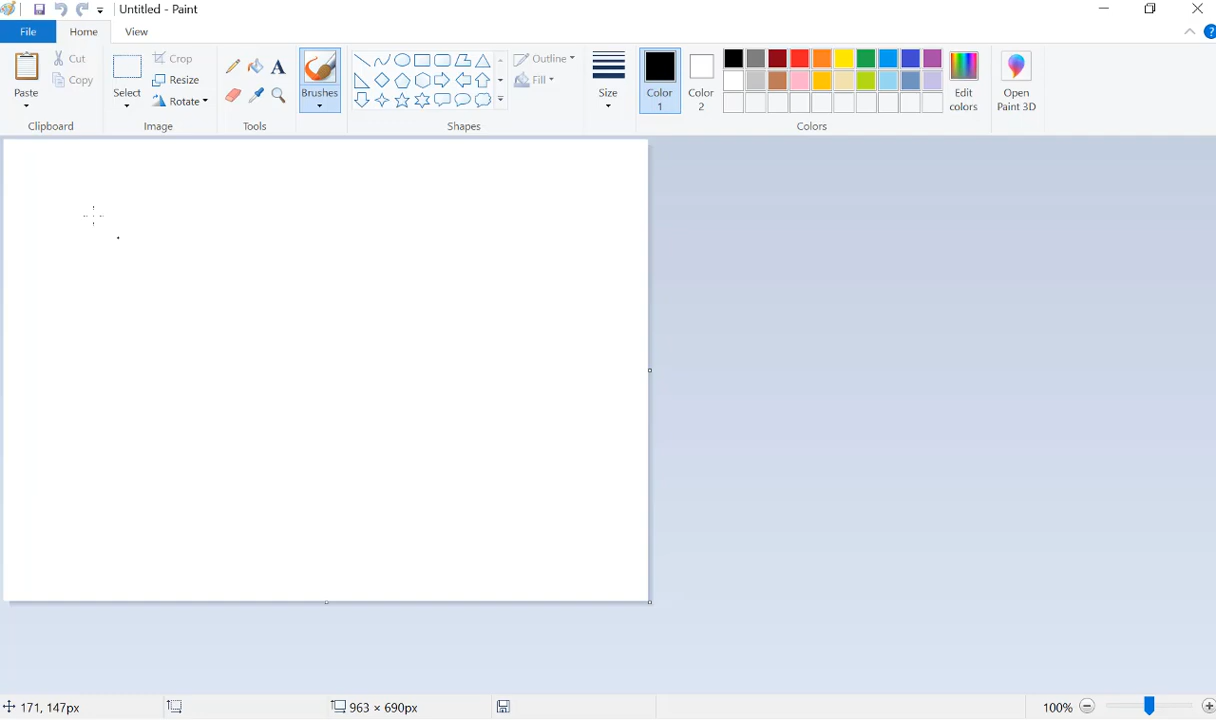 Untitled - Paint
File Home View
Paste
Cut
Copy
Clipboard
Select
Crop
Resize
Rotate
Image
A
Tools
Brushes
Shapes
Outline
Fill
Size
Color 1
Color 2
Colors
Edit colors
Open Paint 3D
?
171, 147px
963 × 690px
100%